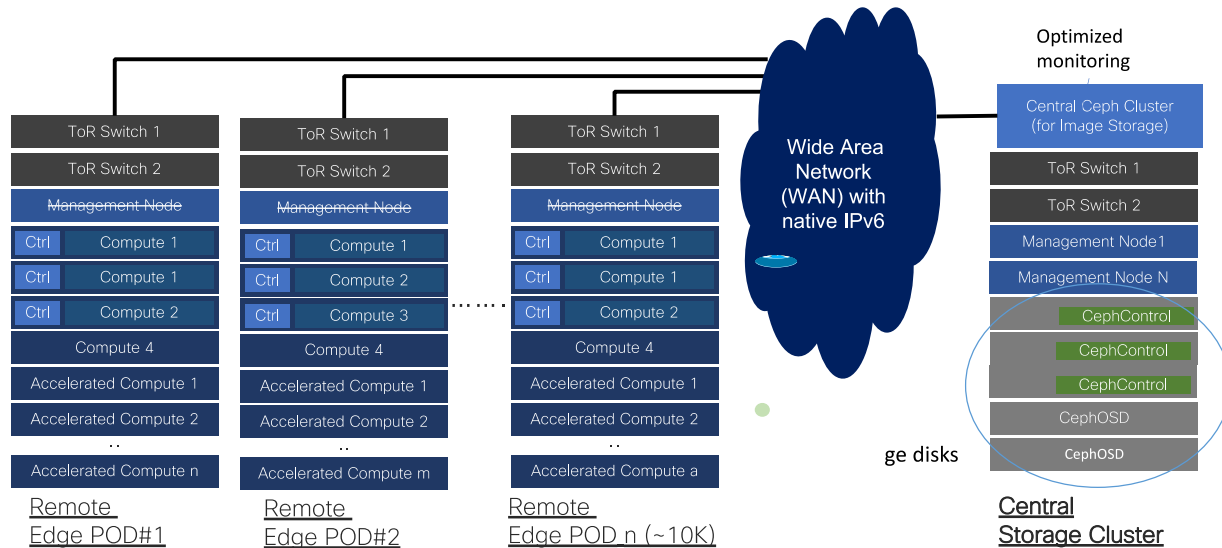 ToR Switch 1
ToR Switch 2
Management Node
Ctrl Compute 1
Ctrl Compute 1
Ctrl Compute 2
Compute 4
Accelerated Compute 1
Accelerated Compute 2
..
Accelerated Compute n
Remote
Edge POD#1
ToR Switch 1
ToR Switch 2
Management Node
Ctrl Compute 1
Ctrl Compute 2
Ctrl Compute 3
Compute 4
Accelerated Compute 1
Accelerated Compute 2
..
Accelerated Compute m
Remote
Edge POD#2
... ...
ToR Switch 1
ToR Switch 2
Management Node
Ctrl Compute 1
Ctrl Compute 1
Ctrl Compute 2
Compute 4
Accelerated Compute 1
Accelerated Compute 2
..
Accelerated Compute a
Remote
Edge POD_n (~10K)
Wide Area
Network
(WAN) with
native IPv6
Optimized
monitoring
Central Ceph Cluster
(for Image Storage)
ToR Switch 1
ToR Switch 2
Management Node1
Management Node N
CephControl
CephControl
CephControl
CephOSD
CephOSD
ge disks
Central
Storage Cluster